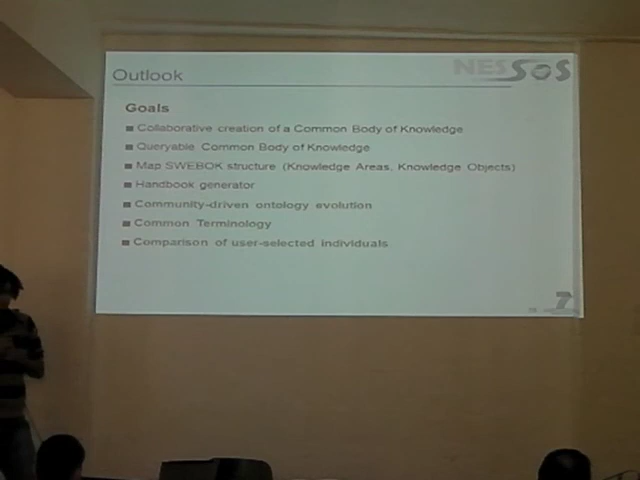 Outlook
NESSOS
Goals
Collaborative creation of a Common Body of Knowledge
Queryable Common Body of Knowledge
Map SWEBOK structure (Knowledge Areas, Knowledge Objects)
Handbook generator
Community-driven ontology evolution
Common Terminology
Comparison of user-selected individuals
7